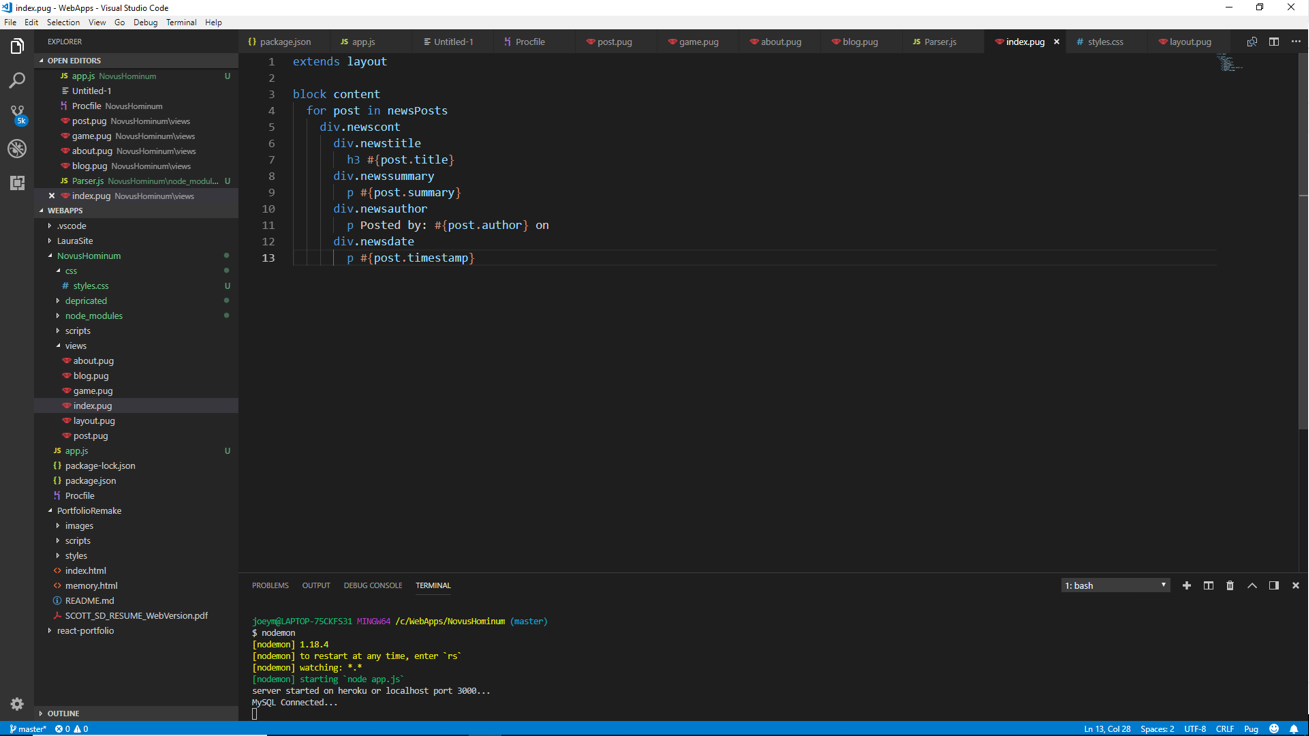 index.pug - WebApps - Visual Studio Code
File Edit Selection View Go Debug Terminal Help
EXPLORER
OPEN EDITORS
JS app.js NovusHominum U
Untitled-1
Procfile NovusHominum
post.pug NovusHominum\views
game.pug NovusHominum\views
about.pug NovusHominum\views
blog.pug NovusHominum\views
JS Parser.js NovusHominum\node_modul... U
index.pug NovusHominum\views
WEBAPPS
.vscode
LauraSite
NovusHominum
css
# styles.css U
depricated
node_modules
scripts
views
about.pug
blog.pug
game.pug
index.pug
layout.pug
post.pug
JS app.js U
{} package-lock.json
{} package.json
Procfile
PortfolioRemake
images
scripts
styles
<> index.html
<> memory.html
README.md
SCOTT_SD_RESUME_WebVersion.pdf
react-portfolio
OUTLINE
5k
{} package.json JS app.js Untitled-1 Procfile post.pug game.pug about.pug blog.pug JS Parser.js index.pug # styles.css layout.pug
1 extends layout
2
3 block content
4 for post in newsPosts
5 div.newscont
6 div.newstitle
7 h3 #{post.title}
8 div.newssummary
9 p #{post.summary}
10 div.newsauthor
11 p Posted by: #{post.author} on
12 div.newsdate
13 p #{post.timestamp}
PROBLEMS OUTPUT DEBUG CONSOLE TERMINAL 1: bash
joeym@LAPTOP-75CKFS31 MINGW64 /c/WebApps/NovusHominum (master)
$ nodemon
[nodemon] 1.18.4
[nodemon] to restart at any time, enter `rs`
[nodemon] watching: *.*
[nodemon] starting `node app.js`
server started on heroku or localhost port 3000...
MySQL Connected...
master* 0 0 Ln 13, Col 28 Spaces: 2 UTF-8 CRLF Pug